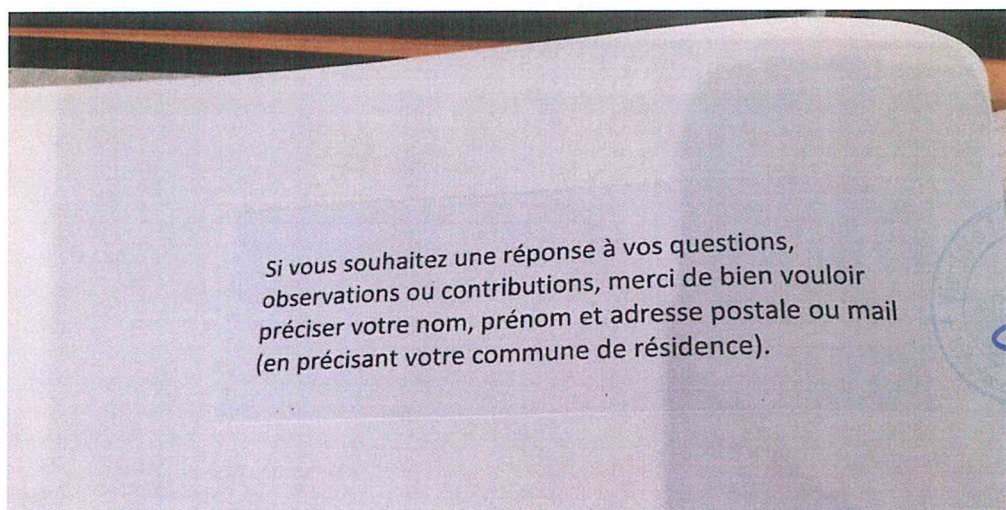 Si vous souhaitez une réponse à vos questions,
observations ou contributions, merci de bien vouloir
préciser votre nom, prénom et adresse postale ou mail
(en précisant votre commune de résidence).